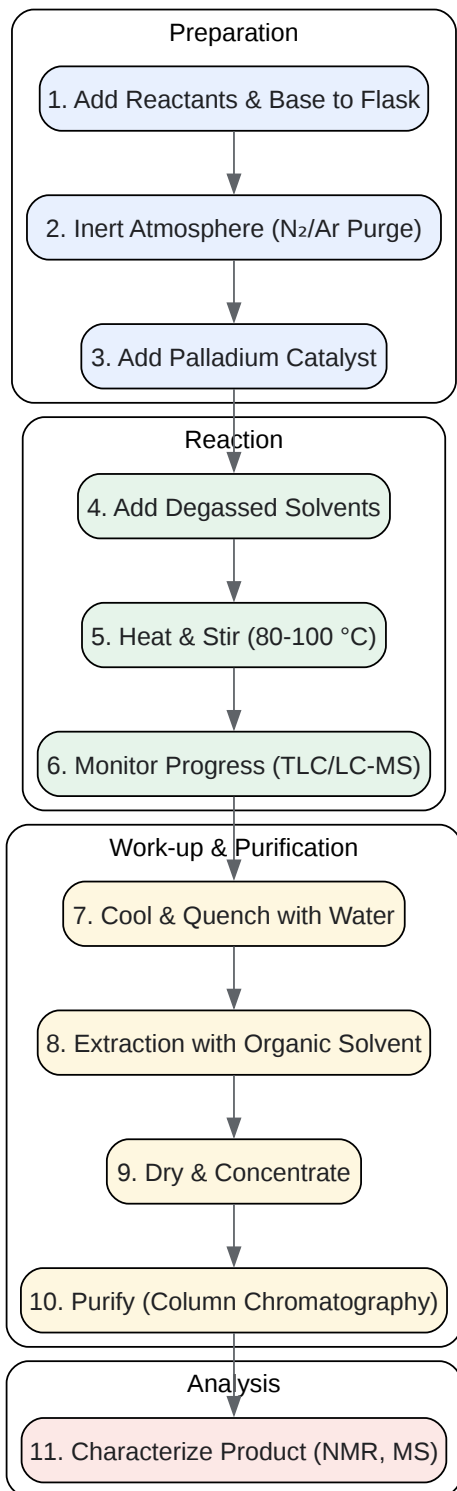 Preparation
1. Add Reactants & Base to Flask
2. Inert Atmosphere (N₂/Ar Purge)
3. Add Palladium Catalyst
Reaction
4. Add Degassed Solvents
5. Heat & Stir (80-100 °C)
6. Monitor Progress (TLC/LC-MS)
Work-up & Purification
7. Cool & Quench with Water
8. Extraction with Organic Solvent
9. Dry & Concentrate
10. Purify (Column Chromatography)
Analysis
11. Characterize Product (NMR, MS)